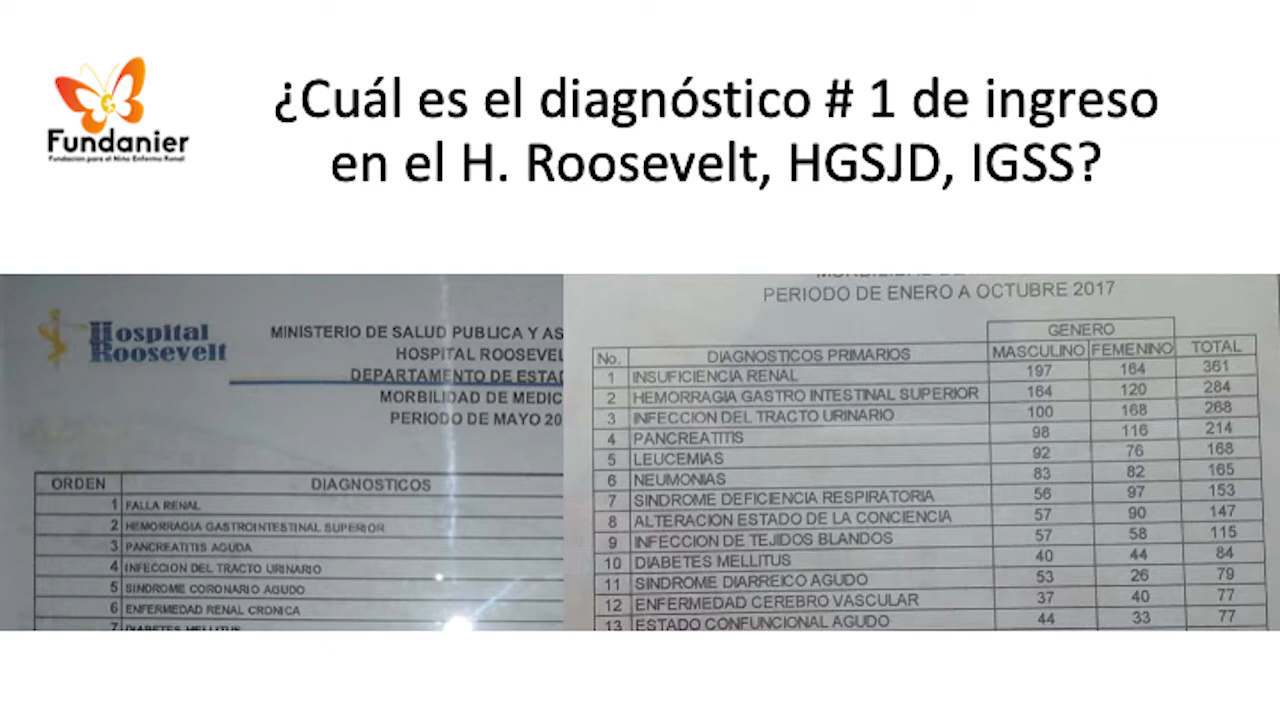 ¿Cuál es el diagnóstico # 1 de ingreso
en el H. Roosevelt, HGSJD, IGSS?
Fundanier
Fundación para el Niño Enfermo Renal
Hospital
Roosevelt
MINISTERIO DE SALUD PUBLICA Y AS
HOSPITAL ROOSEVEL
DEPARTAMENTO DE ESTAD
MORBILIDAD DE MEDIC
PERIODO DE MAYO 20
ORDEN DIAGNOSTICOS
1 FALLA RENAL
2 HEMORRAGIA GASTROINTESTINAL SUPERIOR
3 PANCREATITIS AGUDA
4 INFECCION DEL TRACTO URINARIO
5 SINDROME CORONARIO AGUDO
6 ENFERMEDAD RENAL CRONICA
7 DIABETES MELLITUS
PERIODO DE ENERO A OCTUBRE 2017
GENERO
No. DIAGNOSTICOS PRIMARIOS MASCULINO FEMENINO TOTAL
1 INSUFICIENCIA RENAL 197 164 361
2 HEMORRAGIA GASTRO INTESTINAL SUPERIOR 164 120 284
3 INFECCION DEL TRACTO URINARIO 100 168 268
4 PANCREATITIS 98 116 214
5 LEUCEMIAS 92 76 168
6 NEUMONIAS 83 82 165
7 SINDROME DEFICIENCIA RESPIRATORIA 56 97 153
8 ALTERACION ESTADO DE LA CONCIENCIA 57 90 147
9 INFECCION DE TEJIDOS BLANDOS 57 58 115
10 DIABETES MELLITUS 40 44 84
11 SINDROME DIARREICO AGUDO 53 26 79
12 ENFERMEDAD CEREBRO VASCULAR 37 40 77
13 ESTADO CONFUNCIONAL AGUDO 44 33 77